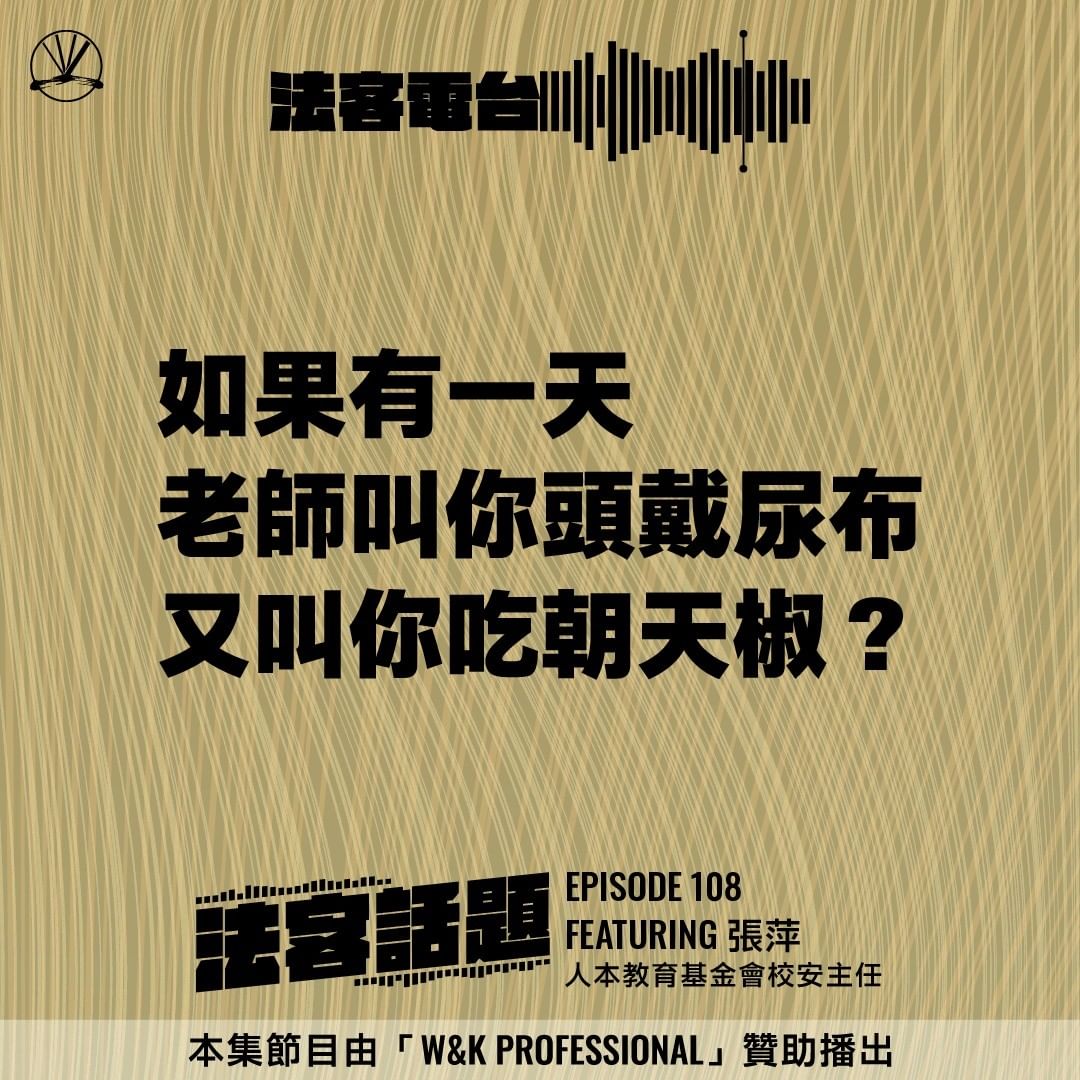 法客電台
如果有一天
老師叫你頭戴尿布
又叫你吃朝天椒？
法客話題
EPISODE 108
FEATURING 張萍
人本教育基金會校安主任
本集節目由「W&K PROFESSIONAL」贊助播出